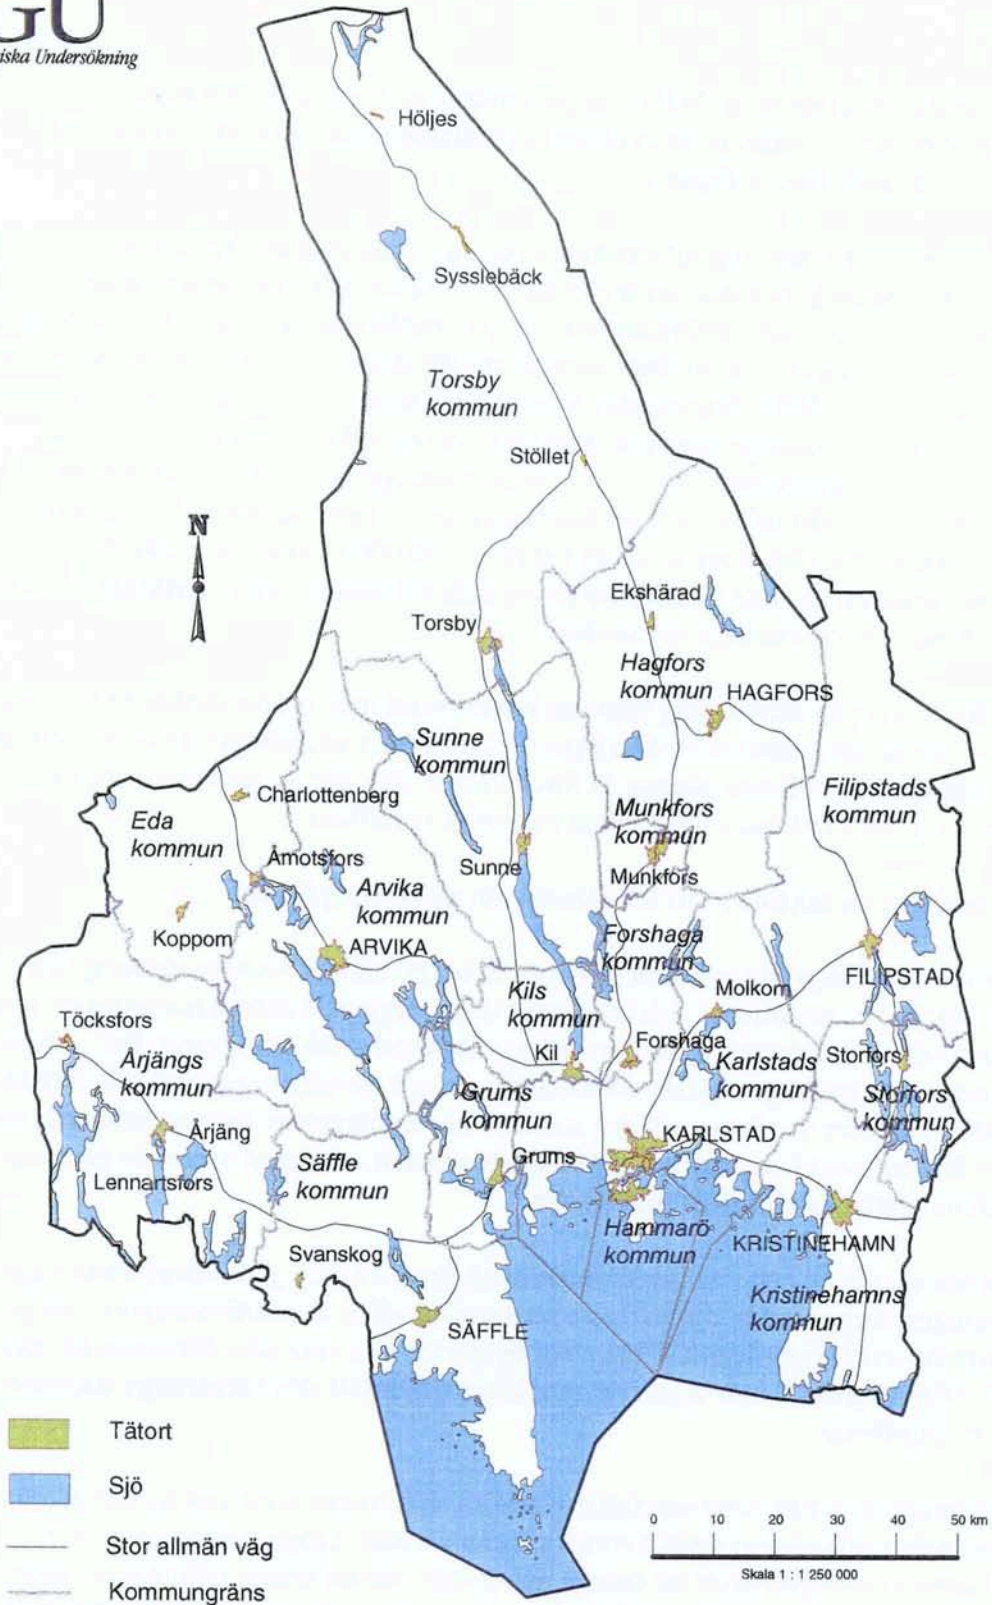 GU
iska Undersökning
Höljes
Sysslebäck
Torsby
kommun
Stöllet
N
Ekshärad
Torsby
Hagfors
kommun
HAGFORS
Sunne
kommun
Charlottenberg
Munkfors
kommun
Filipstads
kommun
Eda
kommun
Åmotsfors
Sunne
Munkfors
Arvika
kommun
Koppom
ARVIKA
Forshaga
kommun
FILIPSTAD
Kils
kommun
Molkom
Töcksfors
Årjängs
kommun
Kil
Forshaga
Karlstads
kommun
Storfors
Storfors
kommun
Grums
kommun
Årjäng
KARLSTAD
Säffle
kommun
Grums
Lennartsfors
Hammarö
kommun
KRISTINEHAMN
Svanskog
Kristinehamns
kommun
SÄFFLE
Tätort
Sjö
Stor allmän väg
Kommungräns
0 10 20 30 40 50 km
Skala 1 : 1 250 000